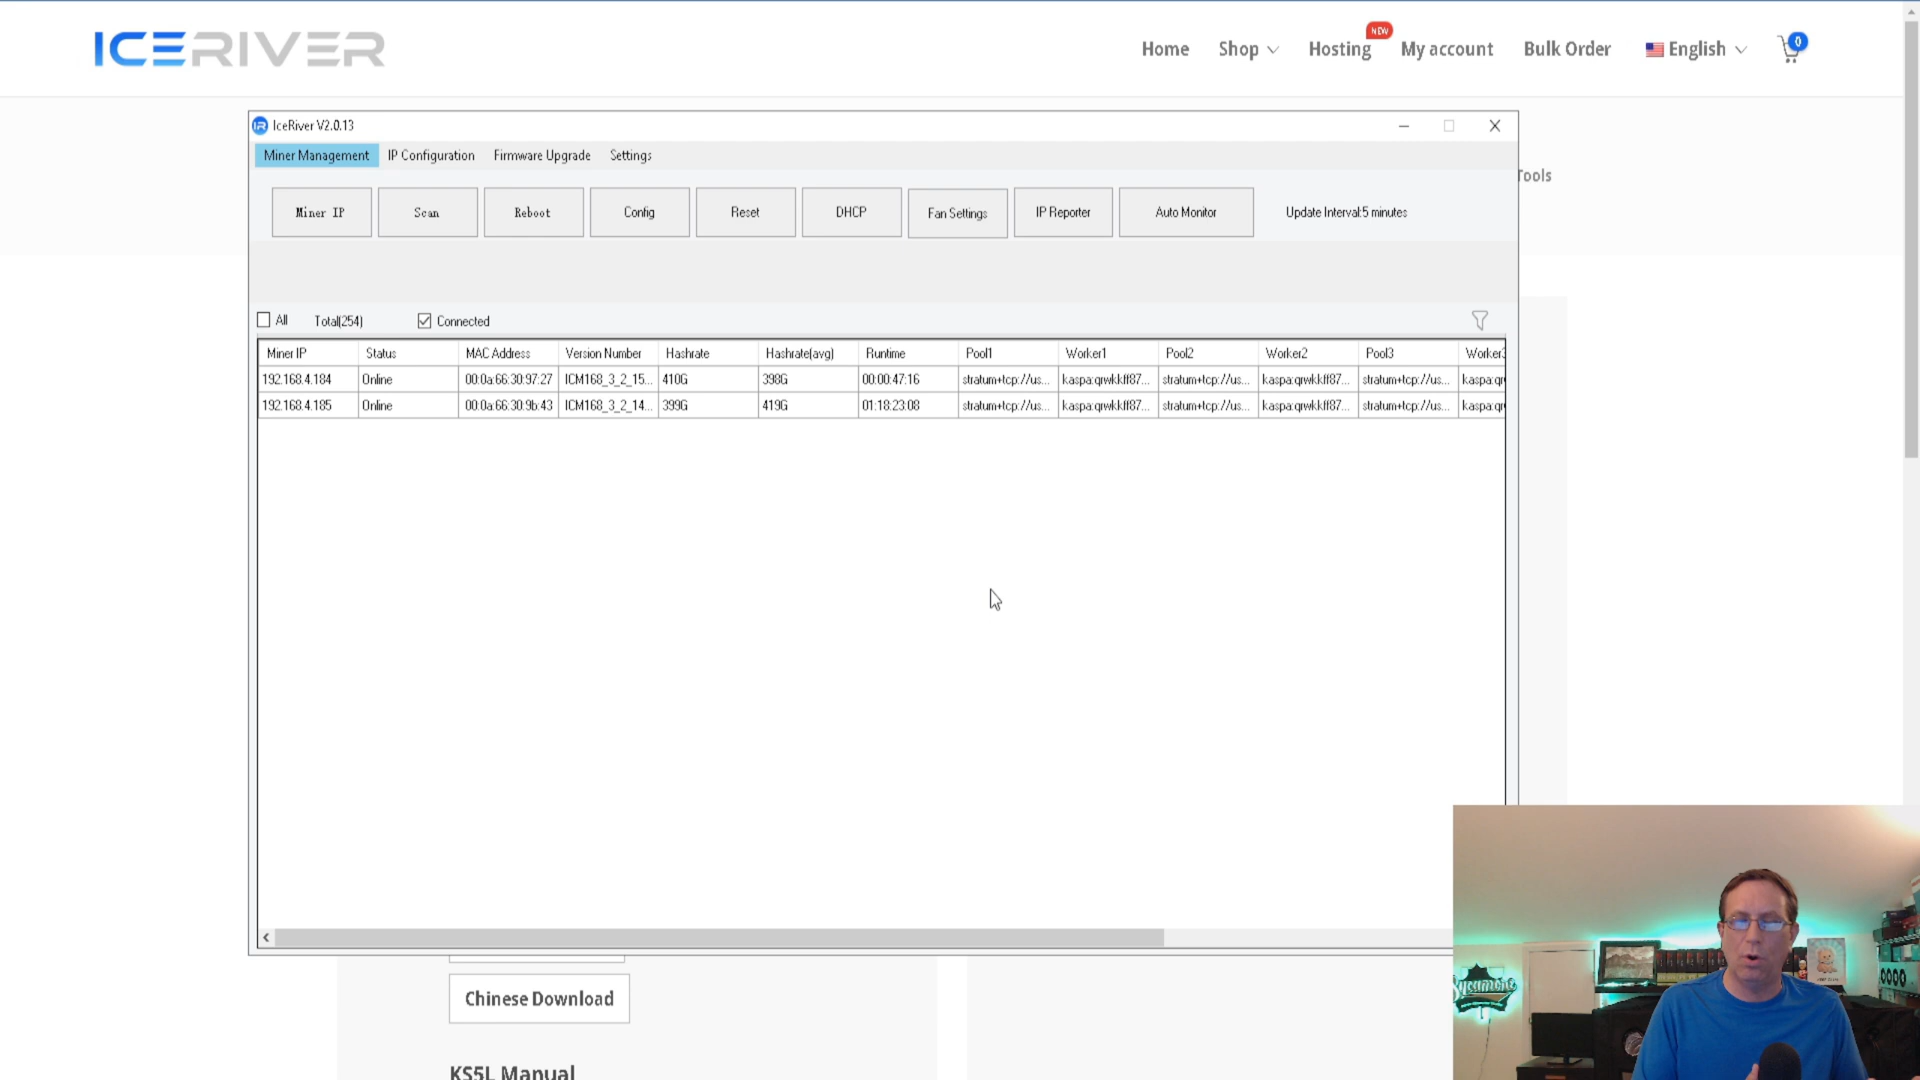 ICERIVER
Home Shop Hosting NEW My account Bulk Order English 0
IceRiver V2.0.13
Miner Management IP Configuration Firmware Upgrade Settings
Tools
Miner IP Scan Reboot Config Reset DHCP Fan Settings IP Reporter Auto Monitor Update Interval:5 minutes
All Total(254) Connected
Miner IP Status MAC Address Version Number Hashrate Hashrate(avg) Runtime Pool1 Worker1 Pool2 Worker2 Pool3 Worker3
192.168.4.184 Online 00:0a:66:30:97:27 ICM168_3_2_15... 410G 398G 00:00:47:16 stratum+tcp://us... kaspa:qrwkkff87... stratum+tcp://us... kaspa:qrwkkff87... stratum+tcp://us... kaspa:qr
192.168.4.185 Online 00:0a:66:30:9b:43 ICM168_3_2_14... 399G 419G 01:18:23:08 stratum+tcp://us... kaspa:qrwkkff87... stratum+tcp://us... kaspa:qrwkkff87... stratum+tcp://us... kaspa:qr
Chinese Download
KS5L Manual
Sycamore